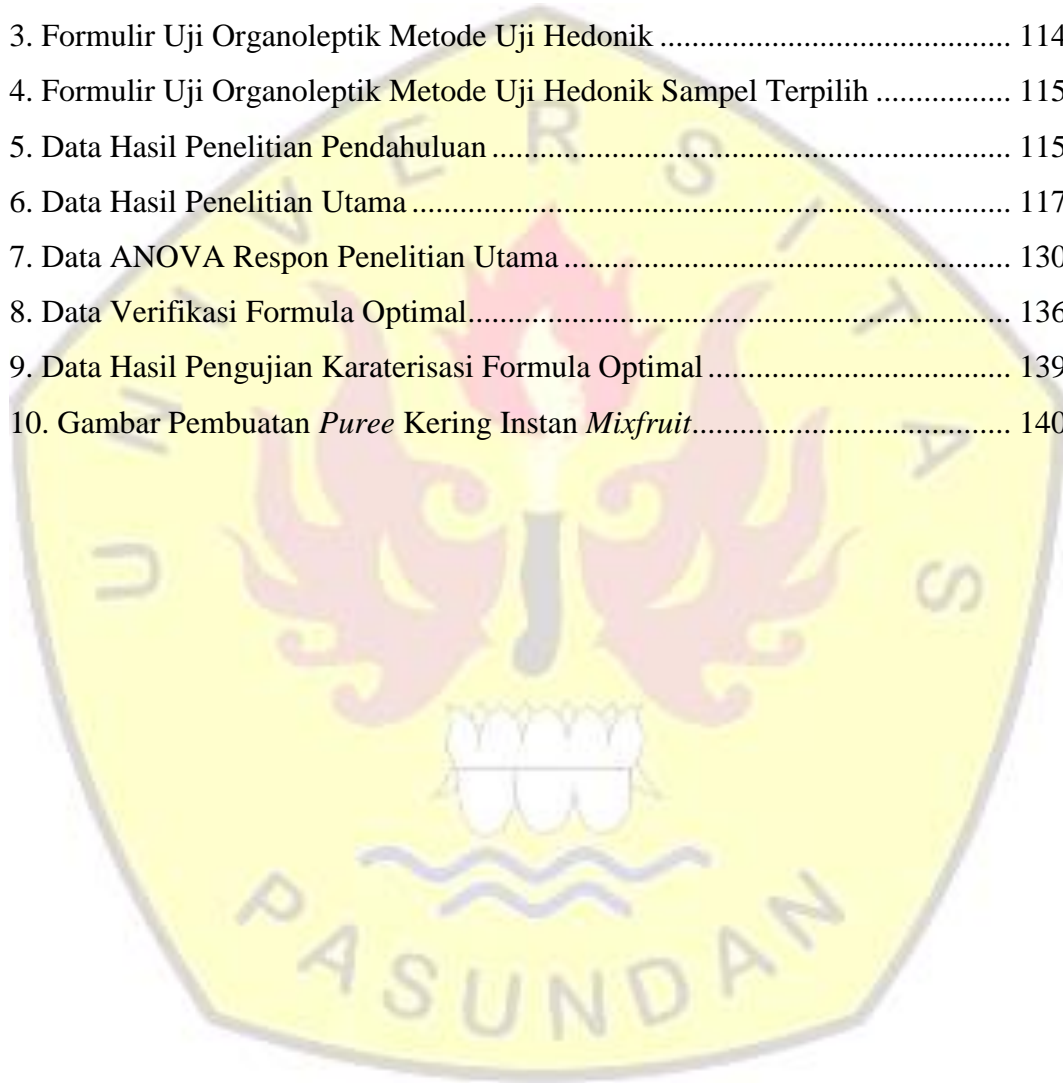 3. Formulir Uji Organoleptik Metode Uji Hedonik ............................................ 114
4. Formulir Uji Organoleptik Metode Uji Hedonik Sampel Terpilih ................. 115
5. Data Hasil Penelitian Pendahuluan ................................................................. 115
6. Data Hasil Penelitian Utama ........................................................................... 117
7. Data ANOVA Respon Penelitian Utama ........................................................ 130
8. Data Verifikasi Formula Optimal.................................................................... 136
9. Data Hasil Pengujian Karaterisasi Formula Optimal ...................................... 139
10. Gambar Pembuatan Puree Kering Instan Mixfruit........................................ 140
UNIVERSITAS
PASUNDAN